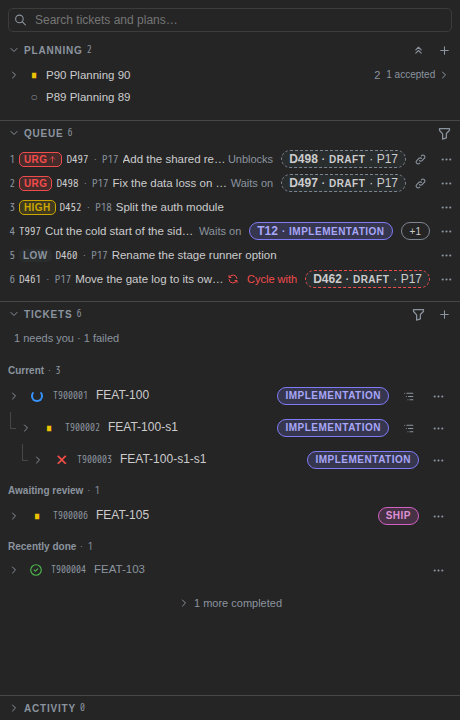 Search tickets and plans…
PLANNING 2
P90 Planning 90 2 1 accepted
P89 Planning 89
QUEUE 6
1 URG↑ D497 · P17 Add the shared re… Unblocks D498 · DRAFT · P17
2 URG D498 · P17 Fix the data loss on … Waits on D497 · DRAFT · P17
3 HIGH D452 · P18 Split the auth module
4 T997 Cut the cold start of the sid… Waits on T12 · IMPLEMENTATION +1
5 LOW D460 · P17 Rename the stage runner option
6 D461 · P17 Move the gate log to its ow… Cycle with D462 · DRAFT · P17
TICKETS 6
1 needs you · 1 failed
Current · 3
T900001 FEAT-100 IMPLEMENTATION
T900002 FEAT-100-s1 IMPLEMENTATION
T900003 FEAT-100-s1-s1 IMPLEMENTATION
Awaiting review · 1
T900006 FEAT-105 SHIP
Recently done · 1
T900004 FEAT-103
1 more completed
ACTIVITY 0